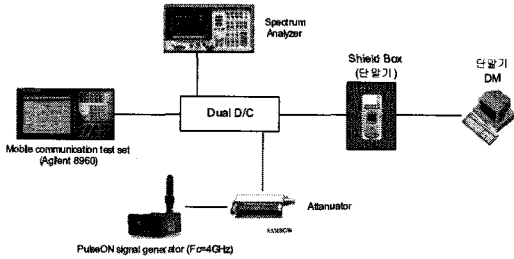 Spectrum
Analyzer
Shield Box
(단말기)
단말기
DM
Dual D/C
Mobile communication test set
(Agilent 8960)
Attanuator
PulseON signal generator (Fc=4GHz)